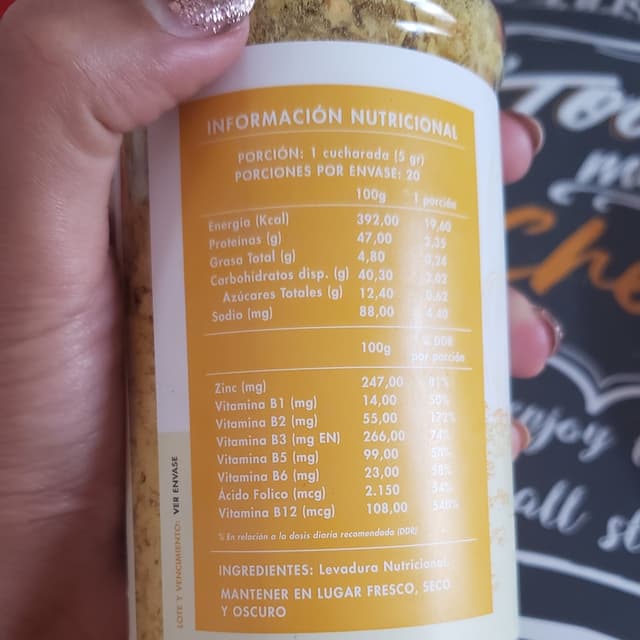 INFORMACIÓN NUTRICIONAL
PORCIÓN: 1 cucharada (5 gr)
PORCIONES POR ENVASE: 20
100g 1 porción
Energía (Kcal) 392,00 19,60
Proteínas (g) 47,00 2,35
Grasa Total (g) 4,80 0,24
Carbohidratos disp. (g) 40,30 2,02
Azúcares Totales (g) 12,40 0,62
Sodio (mg) 88,00 4,40
100g % DDR
por porción
Zinc (mg) 247,00 81%
Vitamina B1 (mg) 14,00 50%
Vitamina B2 (mg) 55,00 172%
Vitamina B3 (mg EN) 266,00 74%
Vitamina B5 (mg) 99,00
Vitamina B6 (mg) 23,00 58%
Ácido Folico (mcg) 2.150 54%
Vitamina B12 (mcg) 108,00 540%
% En relación a la dosis diaria recomendada (DDR)
INGREDIENTES: Levadura Nutricional.
MANTENER EN LUGAR FRESCO, SECO
Y OSCURO
LOTE Y VENCIMIENTO: VER ENVASE
enjoy
all